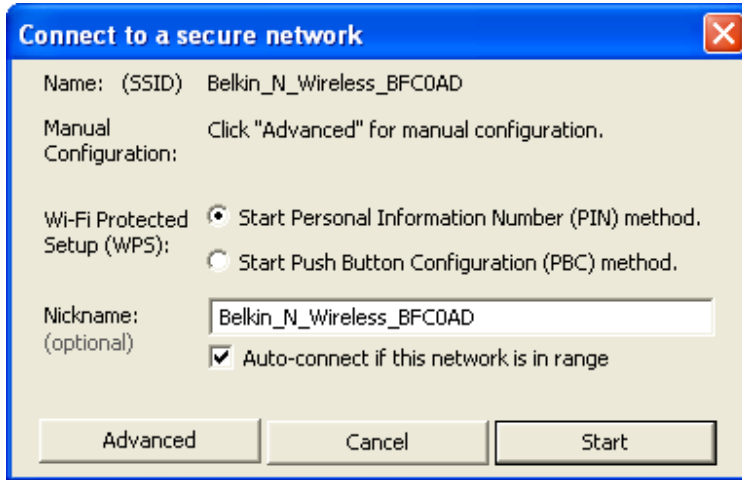 Connect to a secure network
Name: (SSID) Belkin_N_Wireless_BFC0AD
Manual Configuration: Click "Advanced" for manual configuration.
Wi-Fi Protected Setup (WPS):
Start Personal Information Number (PIN) method.
Start Push Button Configuration (PBC) method.
Nickname: (optional)
Belkin_N_Wireless_BFC0AD
Auto-connect if this network is in range
Advanced Cancel Start